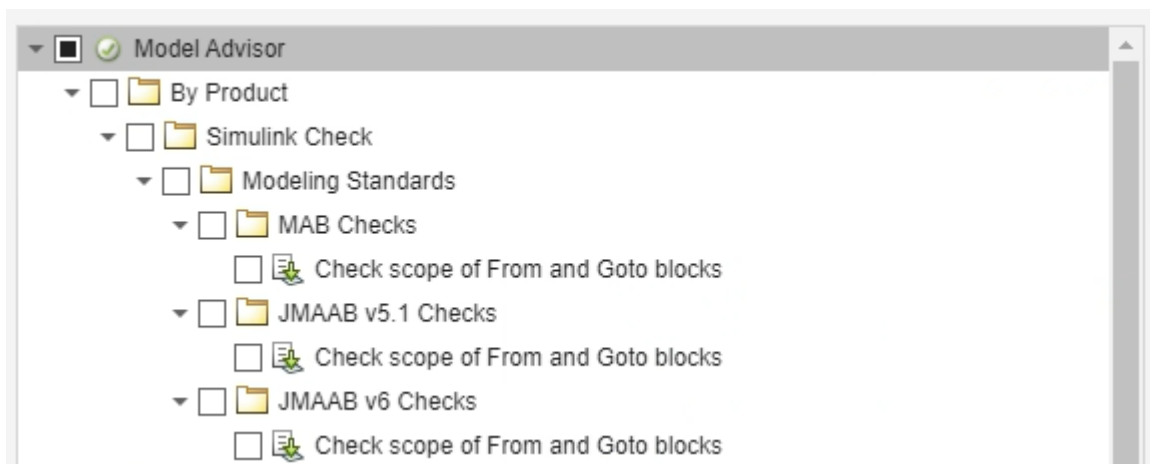 Model Advisor
By Product
Simulink Check
Modeling Standards
MAB Checks
Check scope of From and Goto blocks
JMAAB v5.1 Checks
Check scope of From and Goto blocks
JMAAB v6 Checks
Check scope of From and Goto blocks